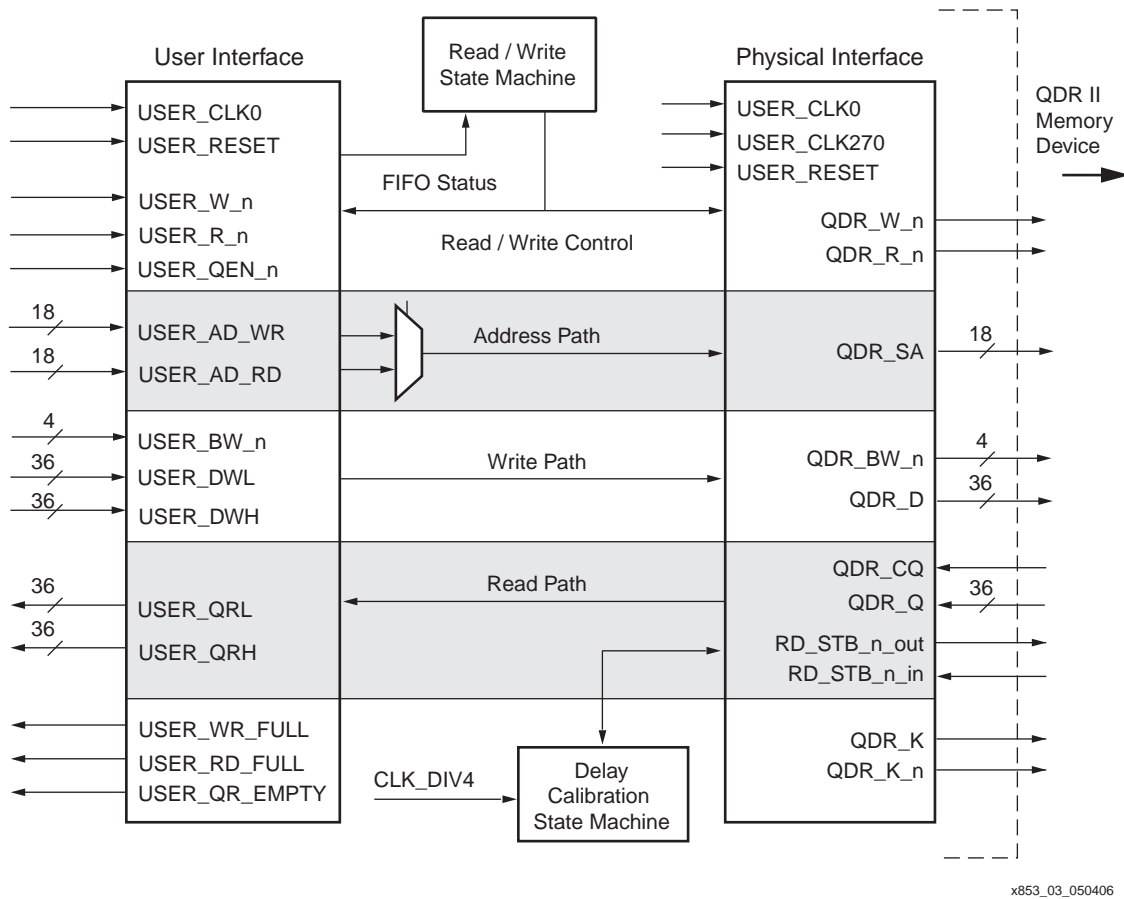 User Interface
Read / Write
State Machine
Physical Interface
QDR II
Memory
Device
USER_CLK0
USER_RESET
USER_W_n
USER_R_n
USER_QEN_n
FIFO Status
Read / Write Control
USER_CLK0
USER_CLK270
USER_RESET
QDR_W_n
QDR_R_n
18
USER_AD_WR
18
USER_AD_RD
Address Path
QDR_SA
18
4
USER_BW_n
36
USER_DWL
36
USER_DWH
Write Path
QDR_BW_n
4
QDR_D
36
36
USER_QRL
36
USER_QRH
Read Path
QDR_CQ
QDR_Q
36
RD_STB_n_out
RD_STB_n_in
USER_WR_FULL
USER_RD_FULL
USER_QR_EMPTY
CLK_DIV4
Delay
Calibration
State Machine
QDR_K
QDR_K_n
x853_03_050406